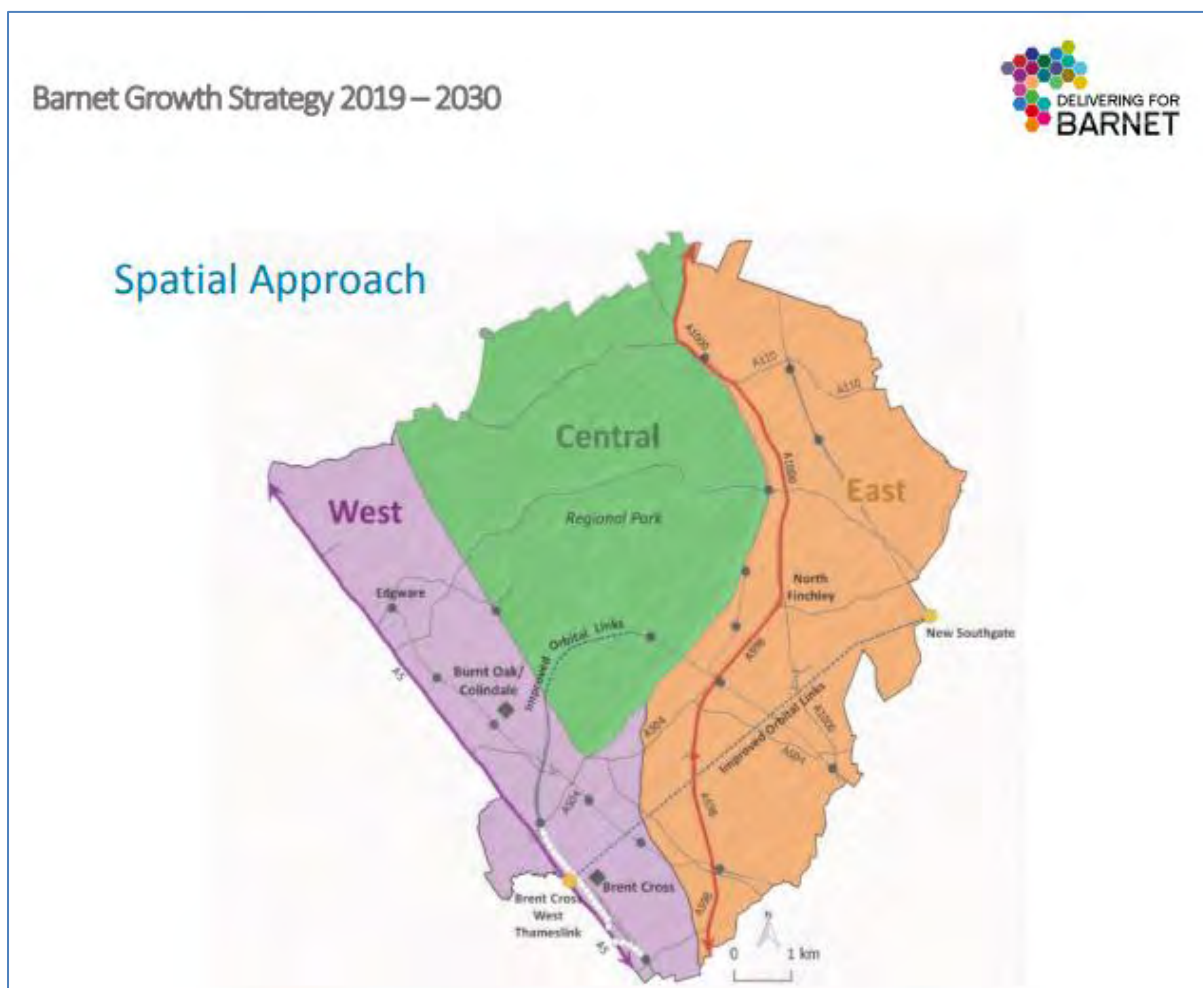 Barnet Growth Strategy 2019 – 2030
DELIVERING FOR
BARNET
Spatial Approach
A1000
A110
A110
Central
A1000
East
West
Regional Park
Edgware
North
Finchley
New Southgate
Improved Orbital Links
A5
Burnt Oak/
Colindale
A598
A504
A1000
Improved Orbital Links
A504
A504
A598
Brent Cross
Brent Cross
West
Thameslink
A5
A598
N
0 1 km